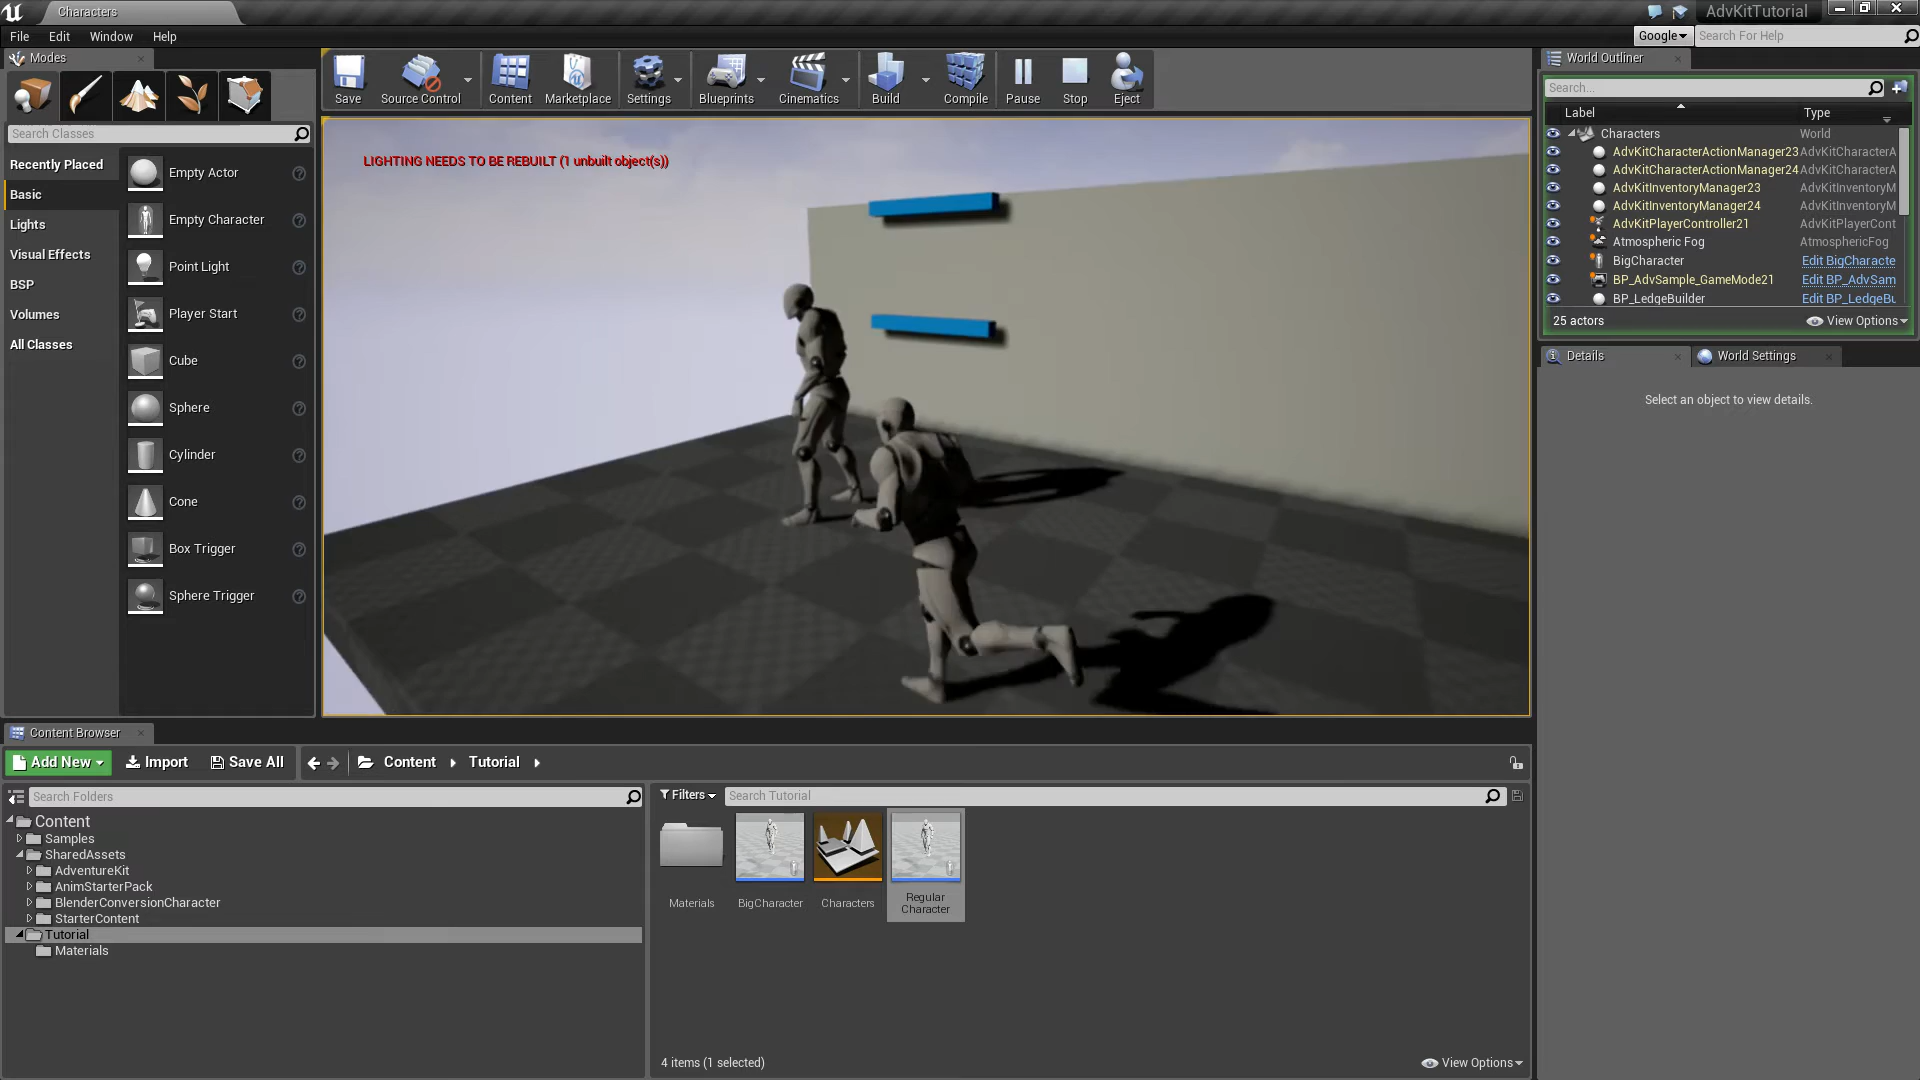 Characters
AdvKitTutorial
File Edit Window Help
Google
Search For Help
Modes
Search Classes
Recently Placed
Basic
Lights
Visual Effects
BSP
Volumes
All Classes
Empty Actor
Empty Character
Point Light
Player Start
Cube
Sphere
Cylinder
Cone
Box Trigger
Sphere Trigger
Save
Source Control
Content
Marketplace
Settings
Blueprints
Cinematics
Build
Compile
Pause
Stop
Eject
LIGHTING NEEDS TO BE REBUILT (1 unbuilt object(s))
World Outliner
Search...
Label Type
Characters World
AdvKitCharacterActionManager23 AdvKitCharacterA
AdvKitCharacterActionManager24 AdvKitCharacterA
AdvKitInventoryManager23 AdvKitInventoryM
AdvKitInventoryManager24 AdvKitInventoryM
AdvKitPlayerController21 AdvKitPlayerCont
Atmospheric Fog AtmosphericFog
BigCharacter Edit BigCharacte
BP_AdvSample_GameMode21 Edit BP_AdvSam
BP_LedgeBuilder Edit BP_LedgeBu
25 actors
View Options
Details
World Settings
Select an object to view details.
Content Browser
Add New
Import
Save All
Content
Tutorial
Search Folders
Content
Samples
SharedAssets
AdventureKit
AnimStarterPack
BlenderConversionCharacter
StarterContent
Tutorial
Materials
Filters
Search Tutorial
Materials
BigCharacter
Characters
Regular
Character
4 items (1 selected)
View Options